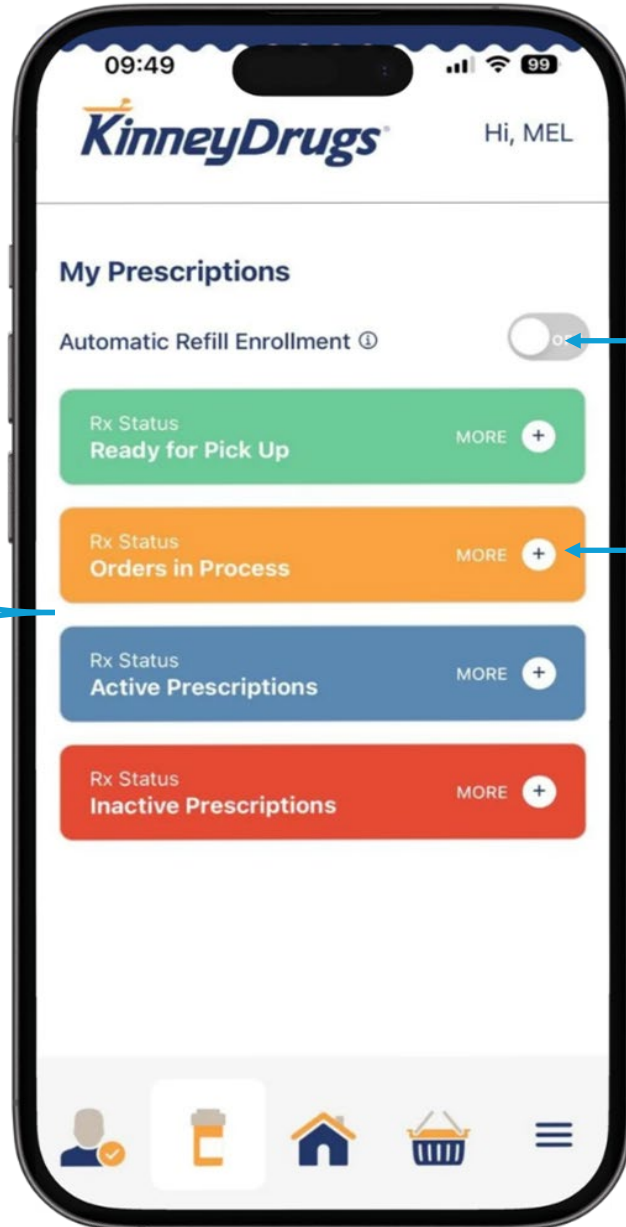 09:49
99
KinneyDrugs®
Hi, MEL
My Prescriptions
Automatic Refill Enrollment
Rx Status
Ready for Pick Up
MORE
Rx Status
Orders in Process
MORE
Rx Status
Active Prescriptions
MORE
Rx Status
Inactive Prescriptions
MORE